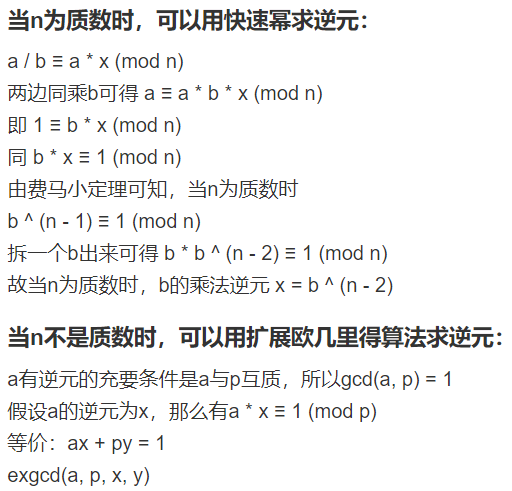 当n为质数时，可以用快速幂求逆元：
a / b ≡ a * x (mod n)
两边同乘b可得 a ≡ a * b * x (mod n)
即 1 ≡ b * x (mod n)
同 b * x ≡ 1 (mod n)
由费马小定理可知，当n为质数时
b ^ (n - 1) ≡ 1 (mod n)
拆一个b出来可得 b * b ^ (n - 2) ≡ 1 (mod n)
故当n为质数时，b的乘法逆元 x = b ^ (n - 2)
当n不是质数时，可以用扩展欧几里得算法求逆元：
a有逆元的充要条件是a与p互质，所以gcd(a, p) = 1
假设a的逆元为x，那么有a * x ≡ 1 (mod p)
等价：ax + py = 1
exgcd(a, p, x, y)